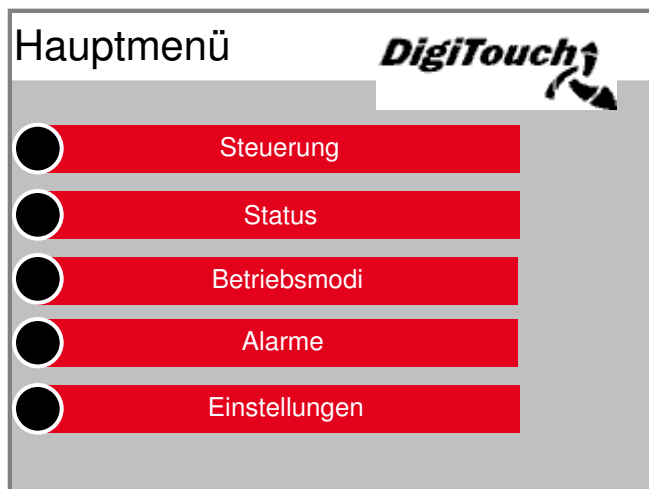 Hauptmenü
DigiTouch
Steuerung
Status
Betriebsmodi
Alarme
Einstellungen